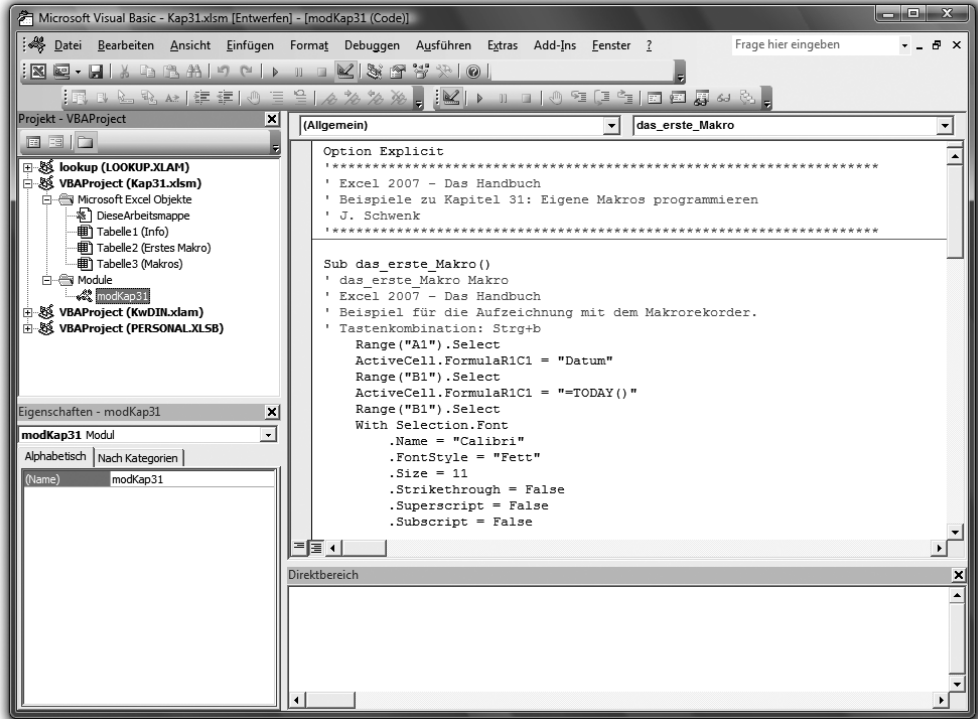 Microsoft Visual Basic - Kap31.xlsm [Entwerfen] - [modKap31 (Code)]
Datei Bearbeiten Ansicht Einfügen Format Debuggen Ausführen Extras Add-Ins Fenster ? Frage hier eingeben
Projekt - VBAProject
lookup (LOOKUP.XLAM)
VBAProject (Kap31.xlsm)
Microsoft Excel Objekte
DieseArbeitsmappe
Tabelle1 (Info)
Tabelle2 (Erstes Makro)
Tabelle3 (Makros)
Module
modKap31
VBAProject (KwDIN.xlam)
VBAProject (PERSONAL.XLSB)
Eigenschaften - modKap31
modKap31 Modul
Alphabetisch Nach Kategorien
(Name) modKap31
(Allgemein) das_erste_Makro
Option Explicit
'********************************************************************
' Excel 2007 - Das Handbuch
' Beispiele zu Kapitel 31: Eigene Makros programmieren
' J. Schwenk
'********************************************************************
Sub das_erste_Makro()
' das_erste_Makro Makro
' Excel 2007 - Das Handbuch
' Beispiel für die Aufzeichnung mit dem Makrorekorder.
' Tastenkombination: Strg+b
Range("A1").Select
ActiveCell.FormulaR1C1 = "Datum"
Range("B1").Select
ActiveCell.FormulaR1C1 = "=TODAY()"
Range("B1").Select
With Selection.Font
.Name = "Calibri"
.FontStyle = "Fett"
.Size = 11
.Strikethrough = False
.Superscript = False
.Subscript = False
Direktbereich